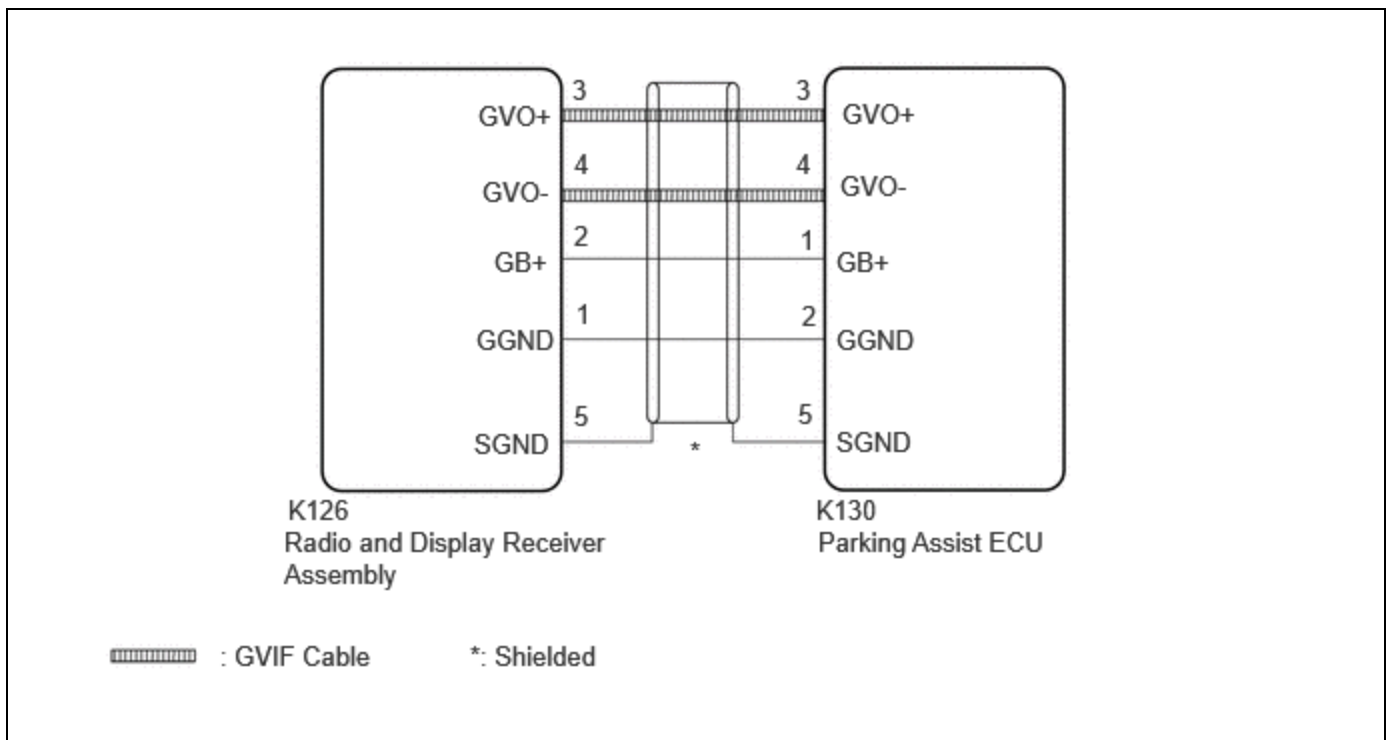 3 3
GVO+ GVO+
4 4
GVO- GVO-
2 1
GB+ GB+
1 2
GGND GGND
5 5
SGND * SGND
K126 K130
Radio and Display Receiver Parking Assist ECU
Assembly
: GVIF Cable *: Shielded